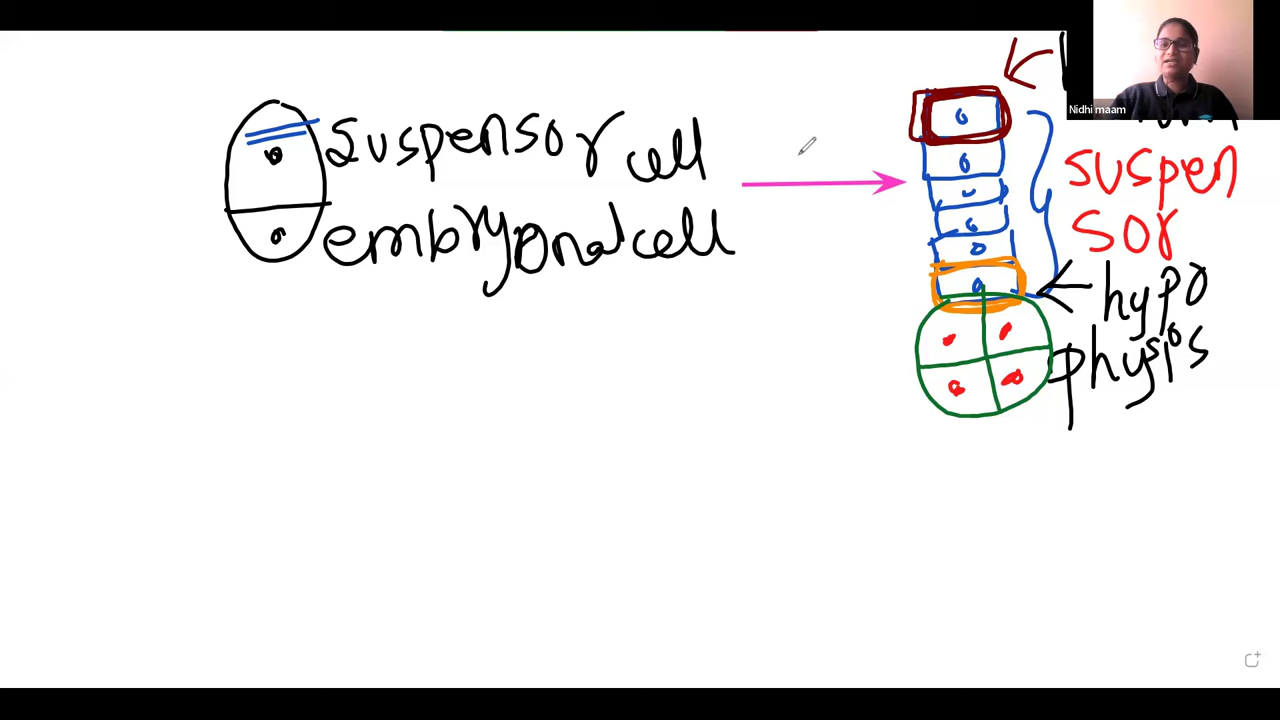 suspensor cell
embryonal cell
Nidhi maam
suspen
sor
hypo
physis